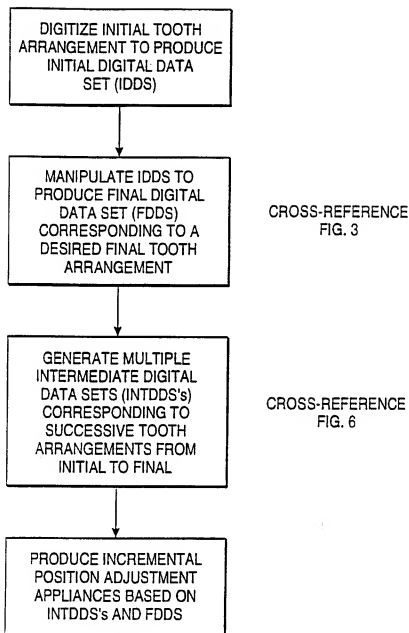 DIGITIZE INITIAL TOOTH
ARRANGEMENT TO PRODUCE
INITIAL DIGITAL DATA
SET (IDDS)
MANIPULATE IDDS TO
PRODUCE FINAL DIGITAL
DATA SET (FDDS)
CORRESPONDING TO A
DESIRED FINAL TOOTH
ARRANGEMENT
CROSS-REFERENCE
FIG. 3
GENERATE MULTIPLE
INTERMEDIATE DIGITAL
DATA SETS (INTDDS's)
CORRESPONDING TO
SUCCESSIVE TOOTH
ARRANGEMENTS FROM
INITIAL TO FINAL
CROSS-REFERENCE
FIG. 6
PRODUCE INCREMENTAL
POSITION ADJUSTMENT
APPLIANCES BASED ON
INTDDS's AND FDDS